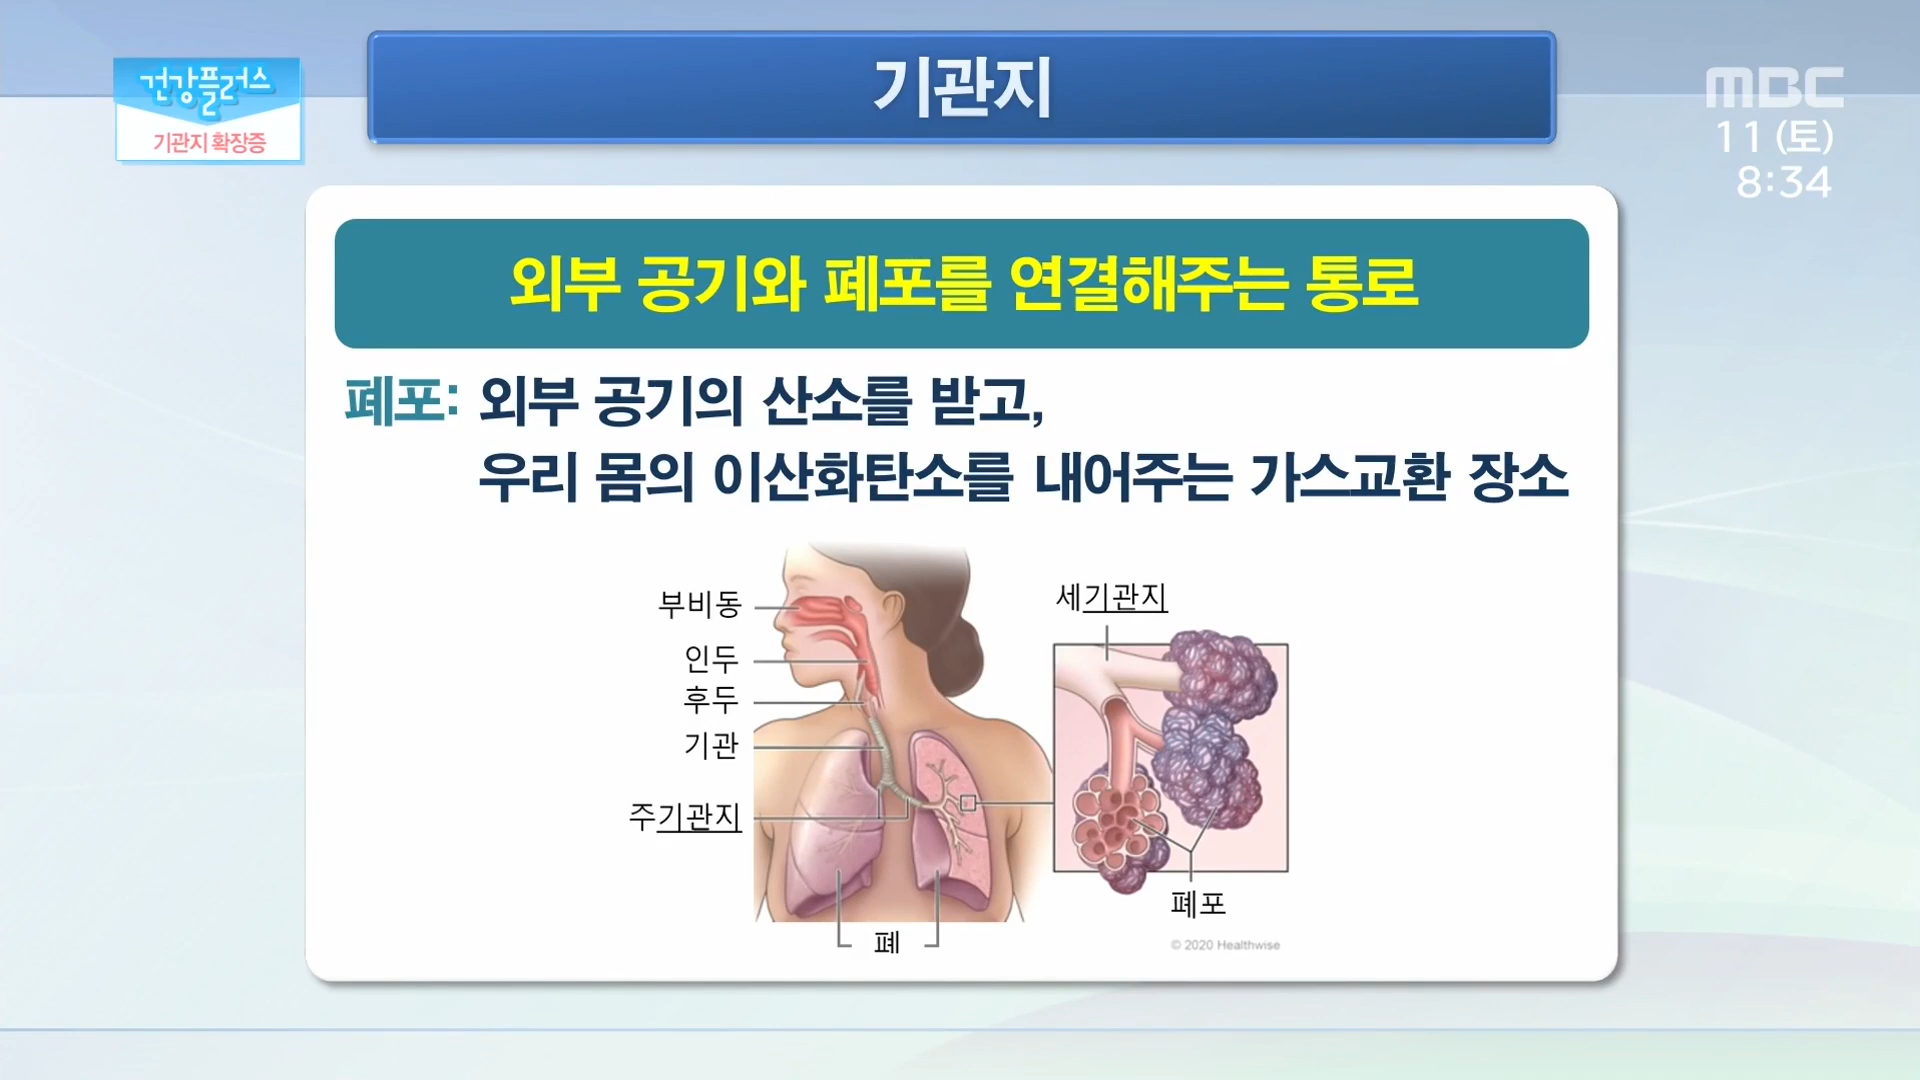 건강플러스
기관지 확장증
기관지
MBC
11 (토)
8:34
외부 공기와 폐포를 연결해주는 통로
폐포: 외부 공기의 산소를 받고,
우리 몸의 이산화탄소를 내어주는 가스교환 장소
부비동
인두
후두
기관
주기관지
폐
세기관지
폐포
© 2020 Healthwise